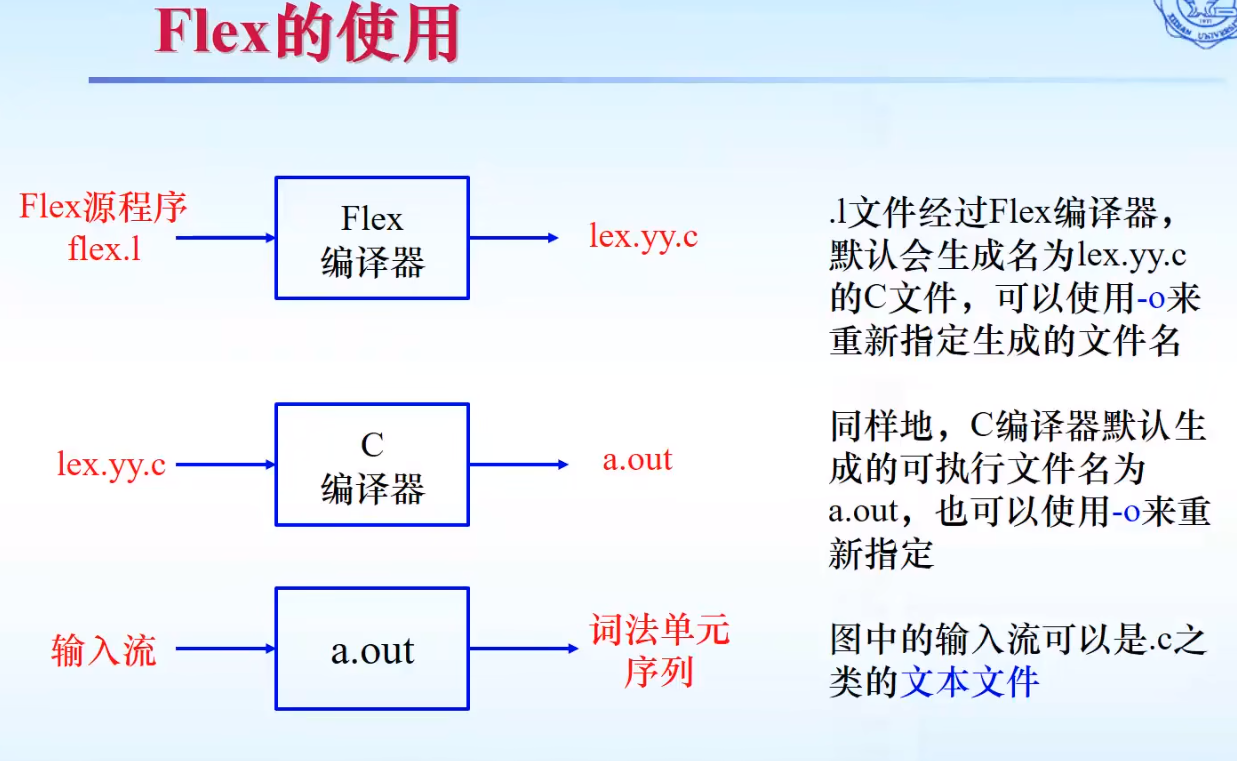 Flex的使用
Flex源程序
flex.l
Flex
编译器
lex.yy.c
.l文件经过Flex编译器，
默认会生成名为lex.yy.c
的C文件，可以使用-o来
重新指定生成的文件名
lex.yy.c
C
编译器
a.out
同样地，C编译器默认生
成的可执行文件名为
a.out，也可以使用-o来重
新指定
输入流
a.out
词法单元
序列
图中的输入流可以是.c之
类的文本文件